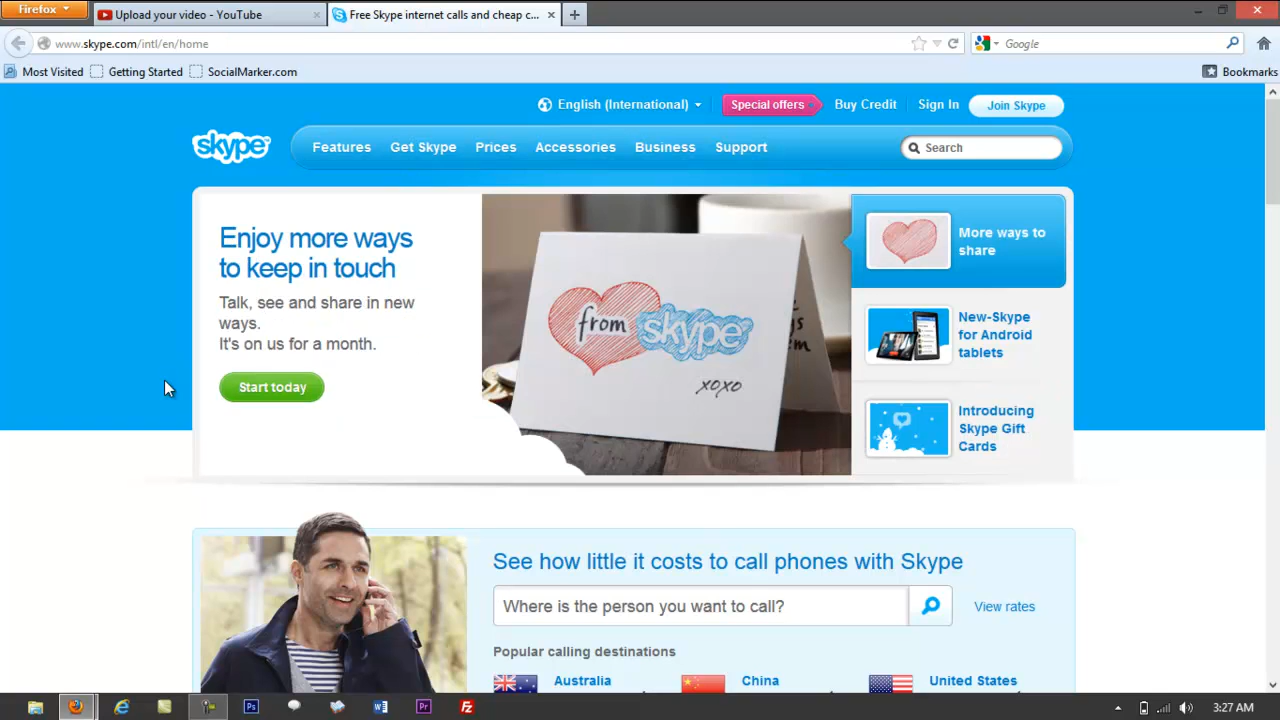 Firefox
Upload your video - YouTube
Free Skype internet calls and cheap c...
www.skype.com/intl/en/home
Google
Most Visited
Getting Started
SocialMarker.com
Bookmarks
English (International)
Special offers
Buy Credit
Sign In
Join Skype
skype
Features
Get Skype
Prices
Accessories
Business
Support
Search
Enjoy more ways
to keep in touch
Talk, see and share in new
ways.
It's on us for a month.
Start today
from skype
xoxo
More ways to
share
New-Skype
for Android
tablets
Introducing
Skype Gift
Cards
See how little it costs to call phones with Skype
Where is the person you want to call?
View rates
Popular calling destinations
Australia
China
United States
Ps
W
Pr
Fz
3:27 AM